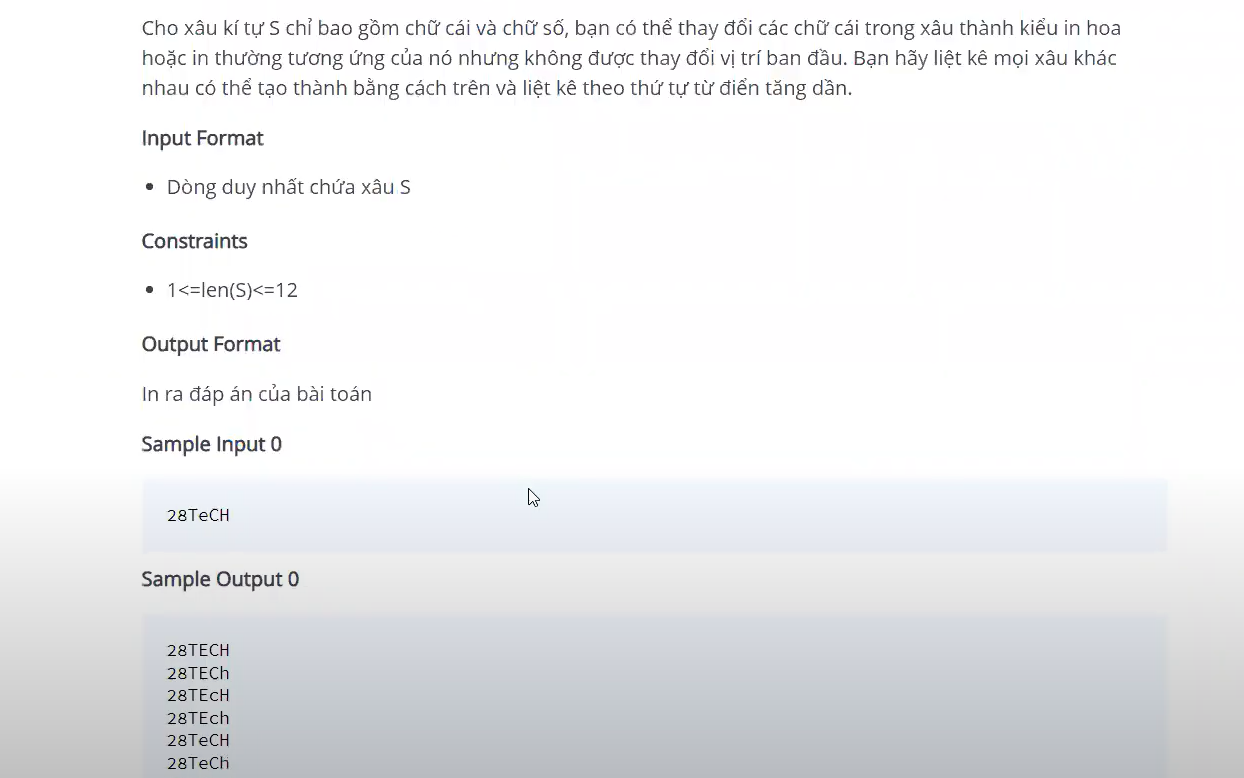 Cho xâu kí tự S chỉ bao gồm chữ cái và chữ số, bạn có thể thay đổi các chữ cái trong xâu thành kiểu in hoa
hoặc in thường tương ứng của nó nhưng không được thay đổi vị trí ban đầu. Bạn hãy liệt kê mọi xâu khác
nhau có thể tạo thành bằng cách trên và liệt kê theo thứ tự từ điển tăng dần.
Input Format
• Dòng duy nhất chứa xâu S
Constraints
• 1<=len(S)<=12
Output Format
In ra đáp án của bài toán
Sample Input 0
28TeCH
Sample Output 0
28TECH
28TECh
28TEcH
28TEch
28TeCH
28TeCh